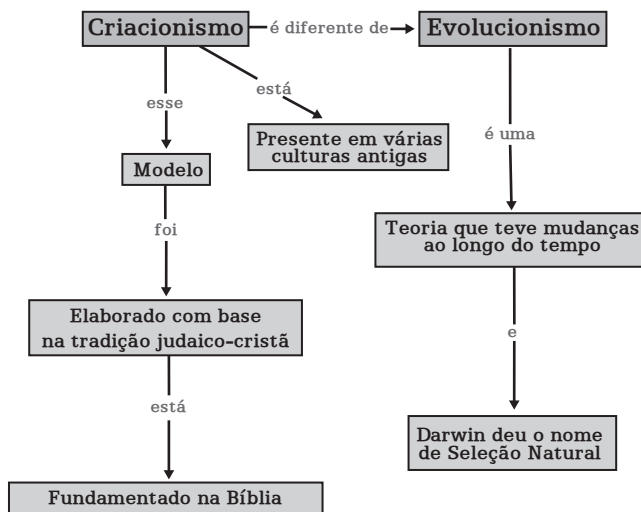 Criacionismo
é diferente de
Evolucionismo
esse
está
Presente em várias
culturas antigas
é uma
Modelo
foi
Teoria que teve mudanças
ao longo do tempo
Elaborado com base
na tradição judaico-cristã
e
está
Darwin deu o nome
de Seleção Natural
Fundamentado na Bíblia